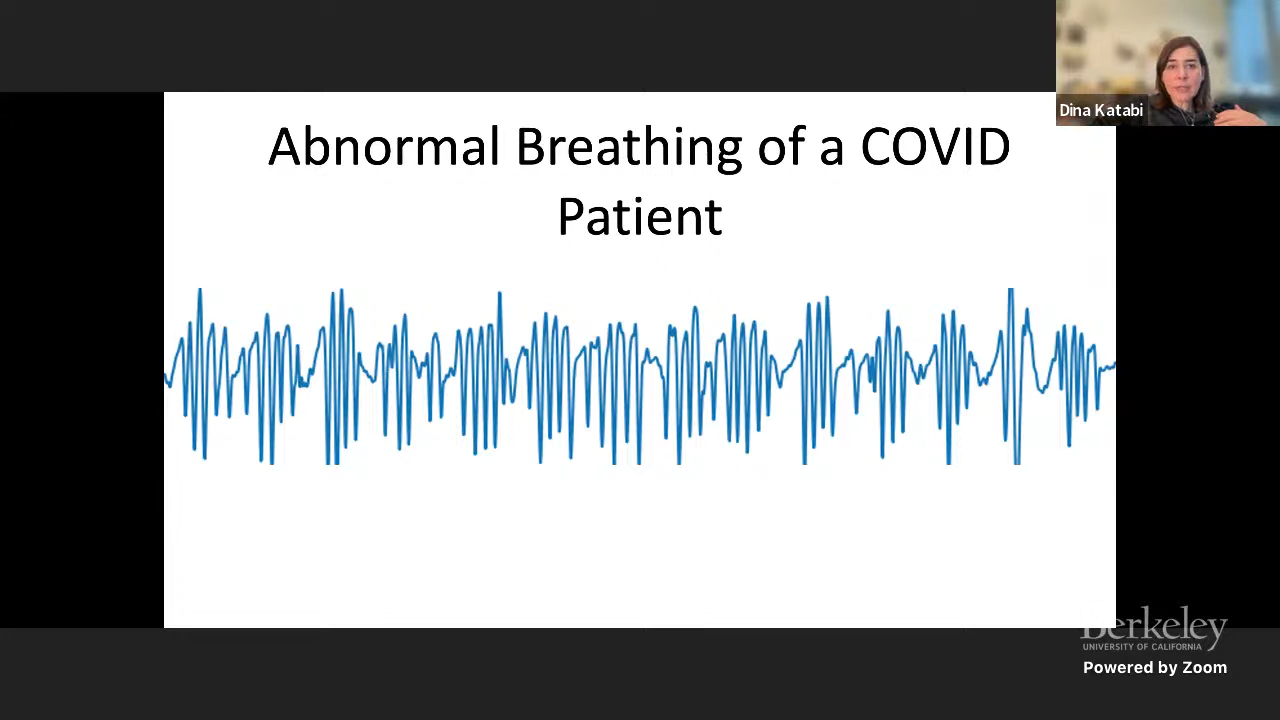 Dina Katabi
Abnormal Breathing of a COVID
Patient
Berkeley
UNIVERSITY OF CALIFORNIA
Powered by Zoom